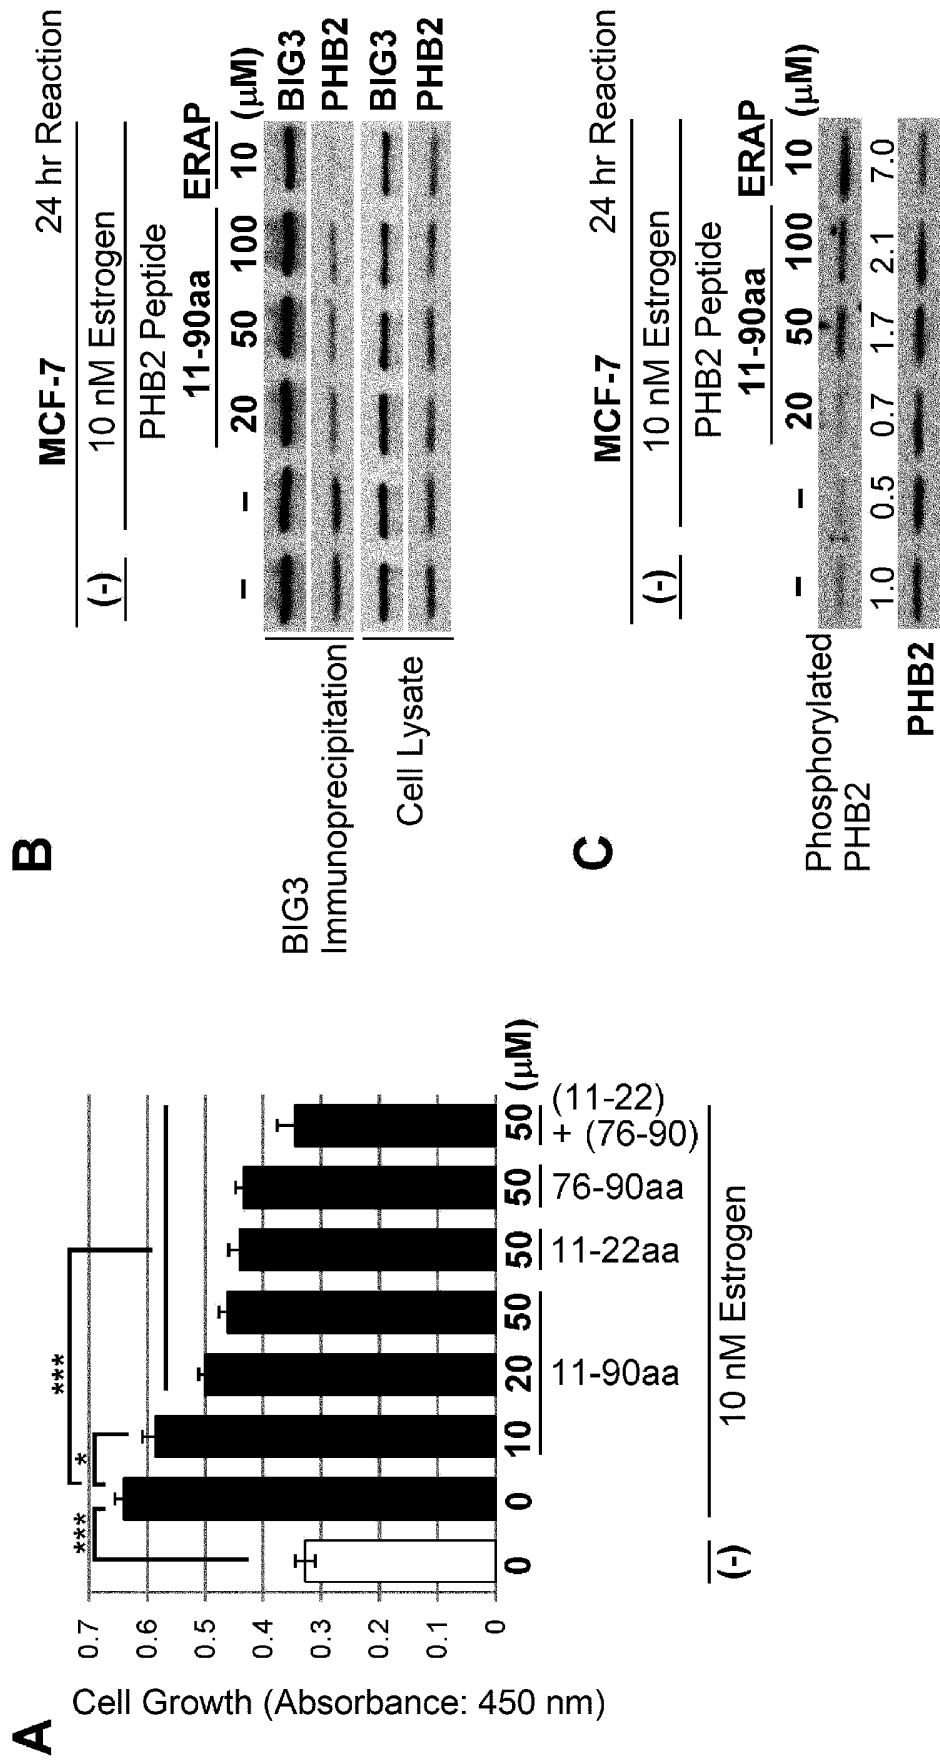 A
Cell Growth (Absorbance: 450 nm)
0.7
0.6
0.5
0.4
0.3
0.2
0.1
0
***
*
***
0 0 10 20 50 50 50 50 (μM)
11-90aa 11-22aa 76-90aa (11-22)
+ (76-90)
(-) 10 nM Estrogen
B
MCF-7 24 hr Reaction
(-) 10 nM Estrogen
PHB2 Peptide
11-90aa ERAP
– – 20 50 100 10 (μM)
BIG3
Immunoprecipitation
BIG3
PHB2
Cell Lysate
BIG3
PHB2
C
MCF-7 24 hr Reaction
(-) 10 nM Estrogen
PHB2 Peptide
11-90aa ERAP
– – 20 50 100 10 (μM)
Phosphorylated
PHB2
1.0 0.5 0.7 1.7 2.1 7.0
PHB2